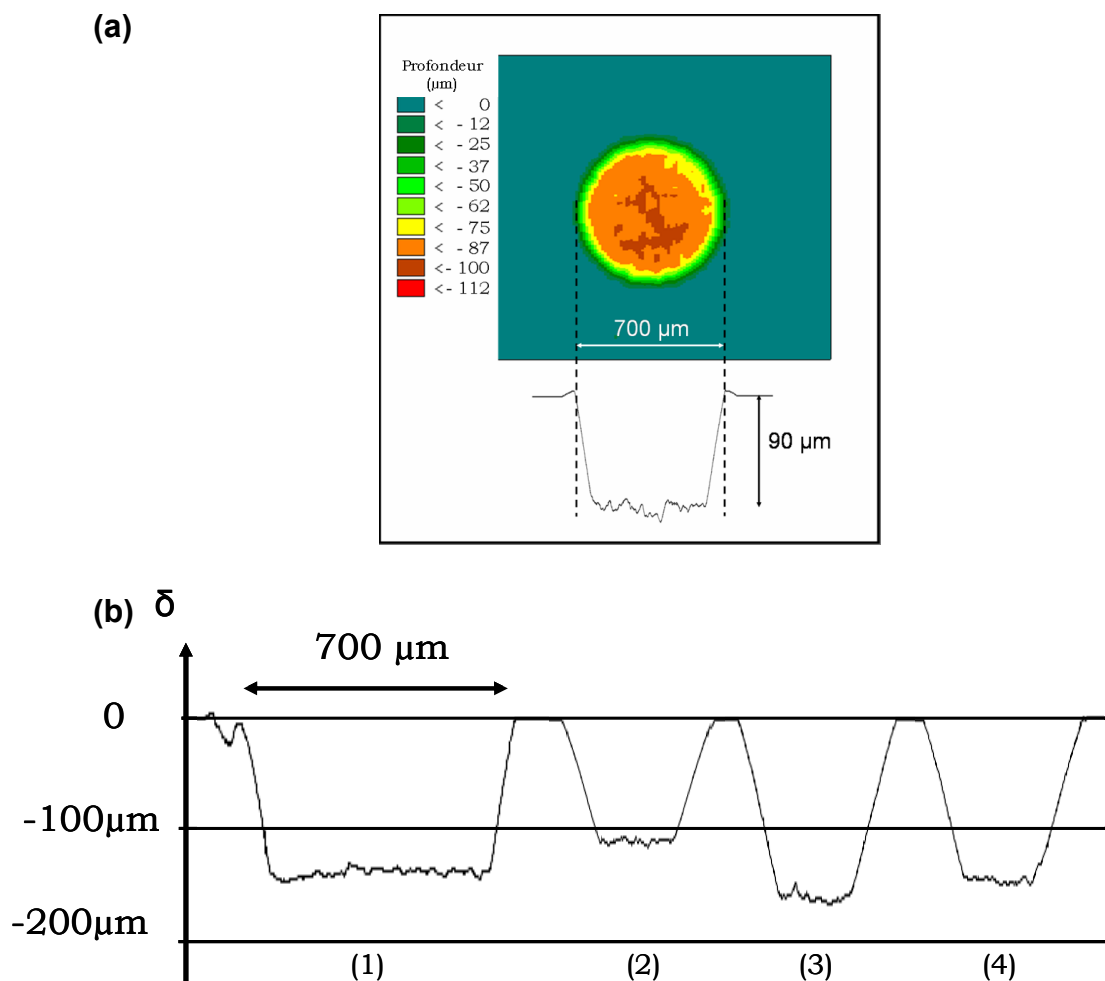 (a)
Profondeur
(µm)
< 0
< - 12
< - 25
< - 37
< - 50
< - 62
< - 75
< - 87
<- 100
<- 112
700 µm
90 µm
(b)
δ
700 µm
0
-100µm
-200µm
(1) (2) (3) (4)